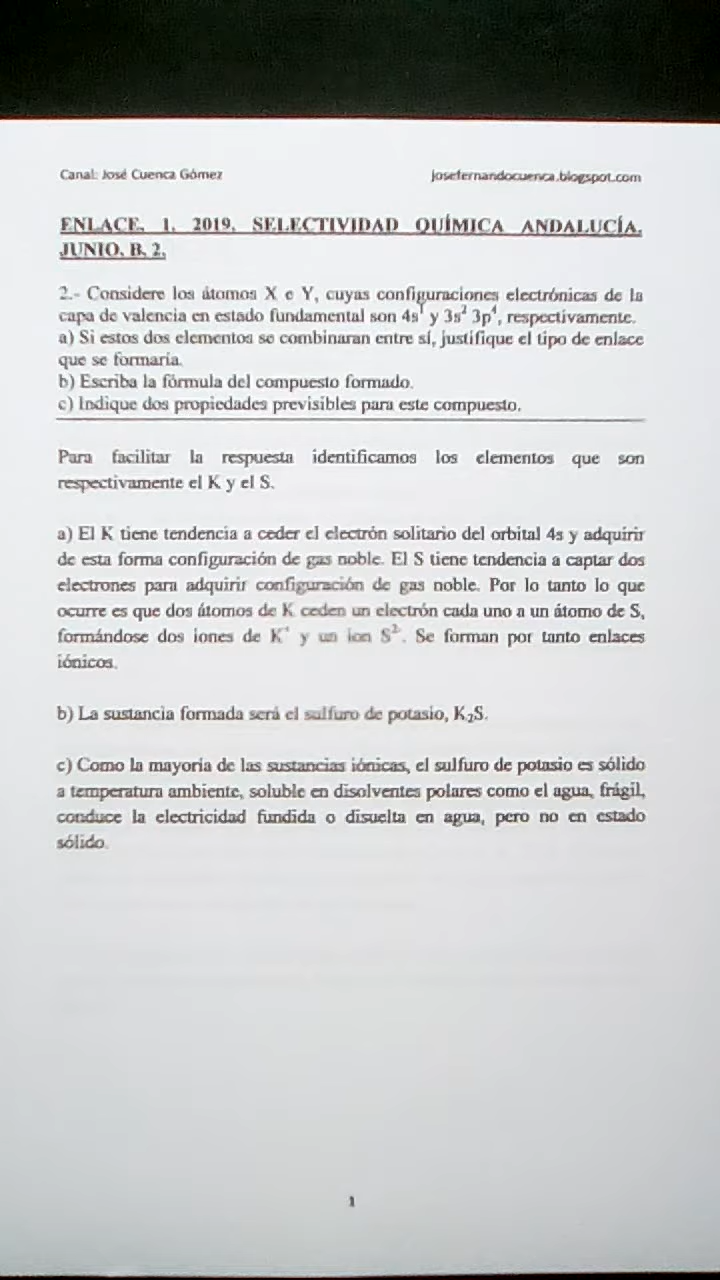 Canal: José Cuenca Gómez
josefernandocuenca.blogspot.com
ENLACE. 1. 2019. SELECTIVIDAD QUÍMICA ANDALUCÍA.
JUNIO. B. 2.
2.- Considere los átomos X e Y, cuyas configuraciones electrónicas de la
capa de valencia en estado fundamental son 4s¹ y 3s² 3p⁴, respectivamente.
a) Si estos dos elementos se combinaran entre sí, justifique el tipo de enlace
que se formaría.
b) Escriba la fórmula del compuesto formado.
c) Indique dos propiedades previsibles para este compuesto.
Para facilitar la respuesta identificamos los elementos que son
respectivamente el K y el S.
a) El K tiene tendencia a ceder el electrón solitario del orbital 4s y adquirir
de esta forma configuración de gas noble. El S tiene tendencia a captar dos
electrones para adquirir configuración de gas noble. Por lo tanto lo que
ocurre es que dos átomos de K ceden un electrón cada uno a un átomo de S,
formándose dos iones de K⁺ y un ion S²⁻. Se forman por tanto enlaces
iónicos.
b) La sustancia formada será el sulfuro de potasio, K₂S.
c) Como la mayoría de las sustancias iónicas, el sulfuro de potasio es sólido
a temperatura ambiente, soluble en disolventes polares como el agua, frágil,
conduce la electricidad fundida o disuelta en agua, pero no en estado
sólido.
1